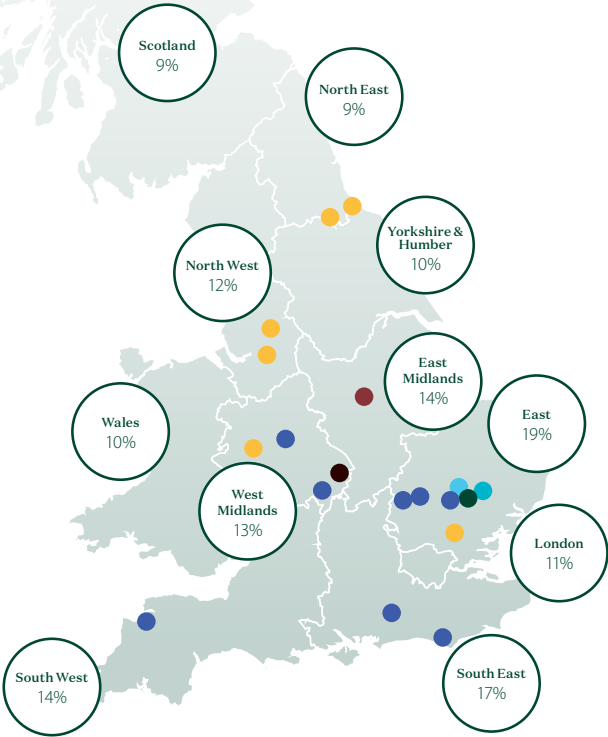 Scotland
9%
North East
9%
Yorkshire &
Humber
10%
North West
12%
East
Midlands
14%
Wales
10%
East
19%
West
Midlands
13%
London
11%
South West
14%
South East
17%